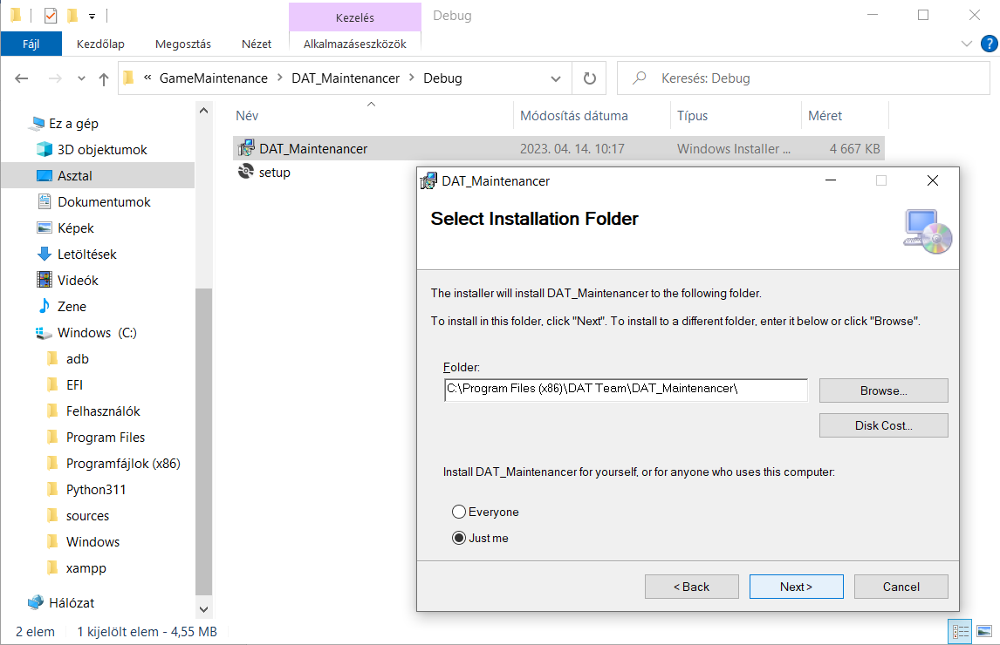 Kezelés
Debug
Fájl
Kezdőlap
Megosztás
Nézet
Alkalmazáseszközök
?
« GameMaintenance > DAT_Maintenancer > Debug
Keresés: Debug
Ez a gép
3D objektumok
Asztal
Dokumentumok
Képek
Letöltések
Videók
Zene
Windows (C:)
adb
EFI
Felhasználók
Program Files
Programfájlok (x86)
Python311
sources
Windows
xampp
Hálózat
Név
Módosítás dátuma
Típus
Méret
DAT_Maintenancer
2023. 04. 14. 10:17
Windows Installer ...
4 667 KB
setup
DAT_Maintenancer
Select Installation Folder
The installer will install DAT_Maintenancer to the following folder.
To install in this folder, click "Next". To install to a different folder, enter it below or click "Browse".
Folder:
C:\Program Files (x86)\DAT Team\DAT_Maintenancer\
Browse...
Disk Cost...
Install DAT_Maintenancer for yourself, or for anyone who uses this computer:
Everyone
Just me
< Back
Next >
Cancel
2 elem
1 kijelölt elem - 4,55 MB